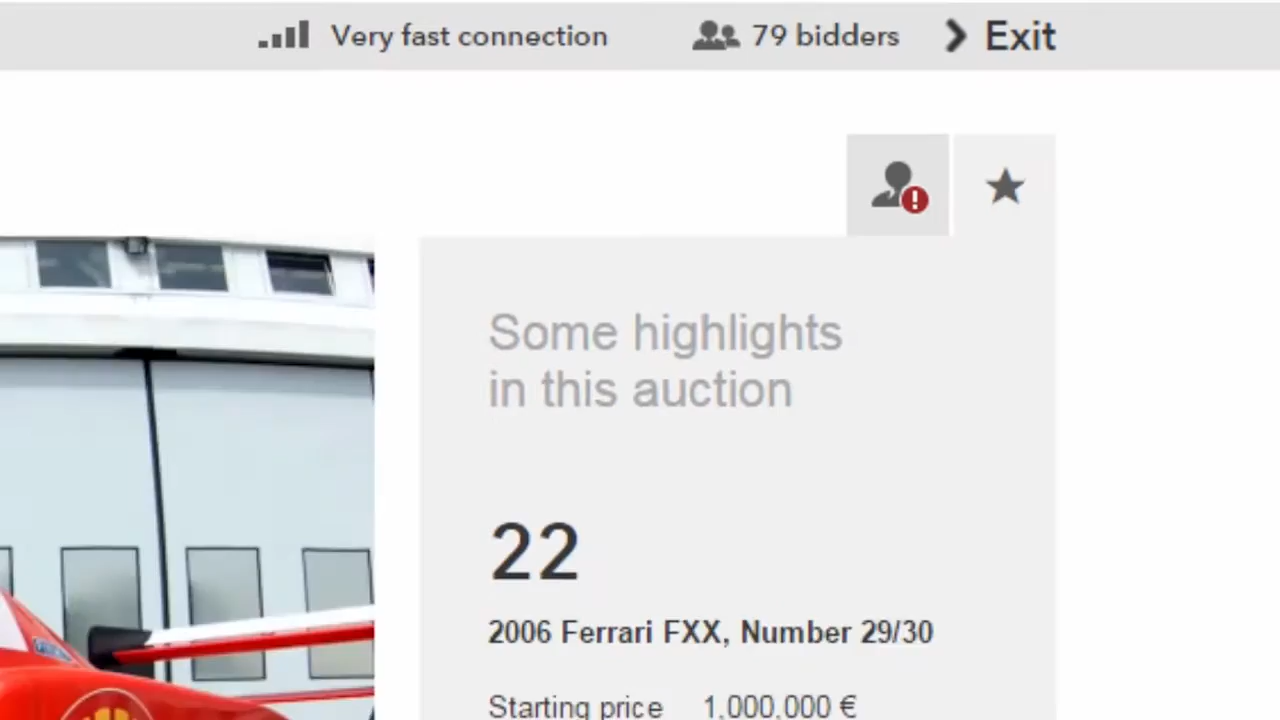 Very fast connection
79 bidders
Exit
Some highlights
in this auction
22
2006 Ferrari FXX, Number 29/30
Starting price 1,000,000 €